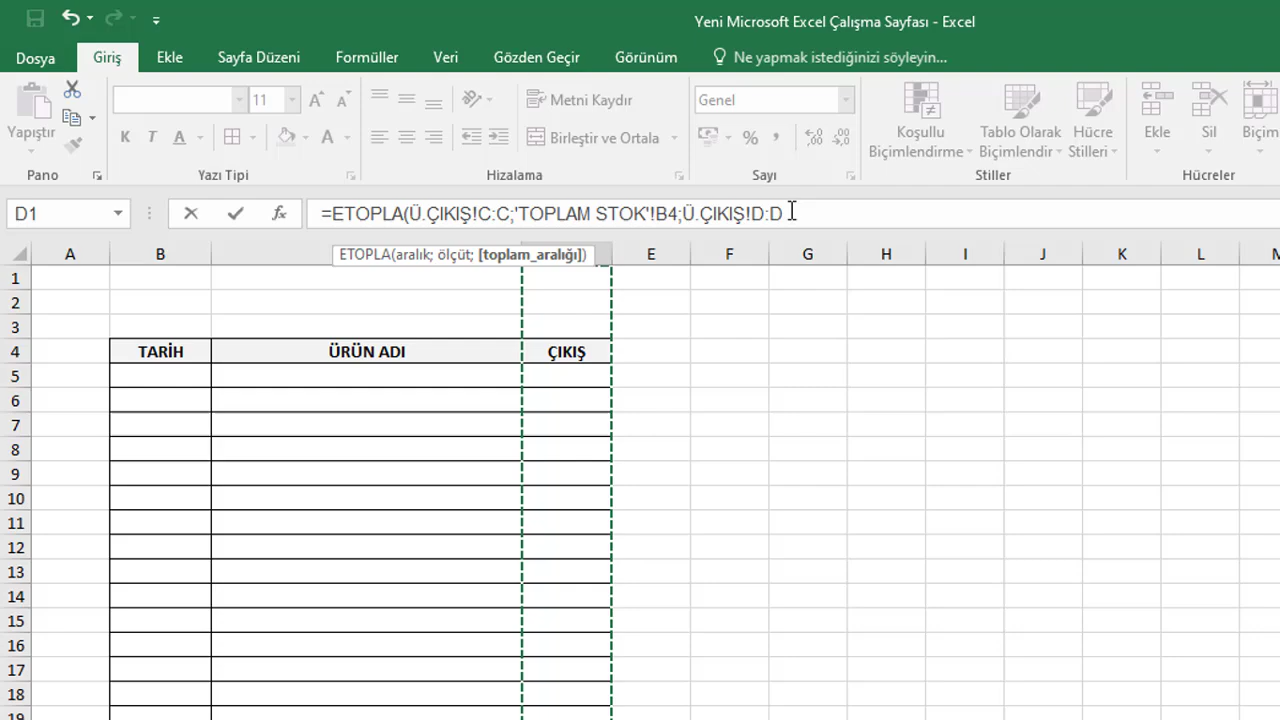 Yeni Microsoft Excel Çalışma Sayfası - Excel
Dosya Giriş Ekle Sayfa Düzeni Formüller Veri Gözden Geçir Görünüm Ne yapmak istediğinizi söyleyin...
Yapıştır
11
K T A
Metni Kaydır
Birleştir ve Ortala
Genel
%
Koşullu Biçimlendirme
Tablo Olarak Biçimlendir
Hücre Stilleri
Ekle Sil Biçim
Pano Yazı Tipi Hizalama Sayı Stiller Hücreler
D1 fx =ETOPLA(Ü.ÇIKIŞ!C:C;'TOPLAM STOK'!B4;Ü.ÇIKIŞ!D:D
ETOPLA(aralık; ölçüt; [toplam_aralığı])
A B E F G H I J K L M
1
2
3
4 TARİH ÜRÜN ADI ÇIKIŞ
5
6
7
8
9
10
11
12
13
14
15
16
17
18
19